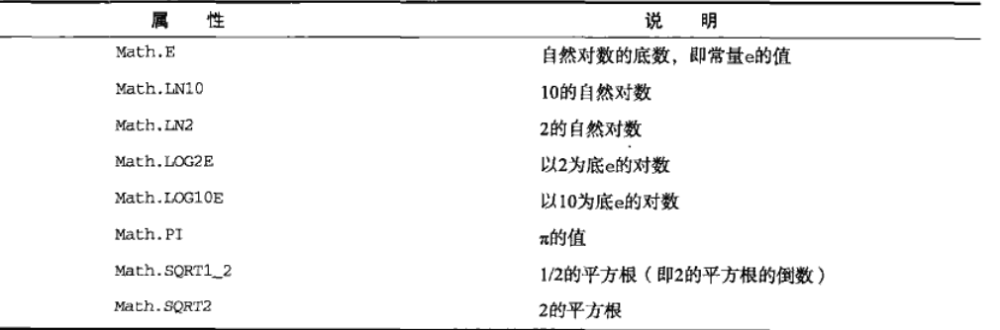 属 性 说 明
Math.E 自然对数的底数，即常量e的值
Math.LN10 10的自然对数
Math.LN2 2的自然对数
Math.LOG2E 以2为底e的对数
Math.LOG10E 以10为底e的对数
Math.PI π的值
Math.SQRT1_2 1/2的平方根（即2的平方根的倒数）
Math.SQRT2 2的平方根